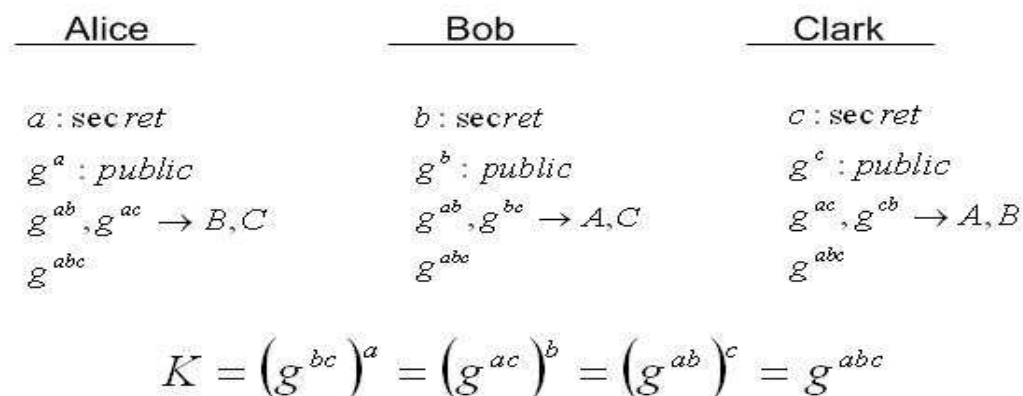 Alice Bob Clark
a : secret b : secret c : secret
g^a : public g^b : public g^c : public
g^{ab}, g^{ac} → B, C g^{ab}, g^{bc} → A, C g^{ac}, g^{cb} → A, B
g^{abc} g^{abc} g^{abc}
K = (g^{bc})^a = (g^{ac})^b = (g^{ab})^c = g^{abc}